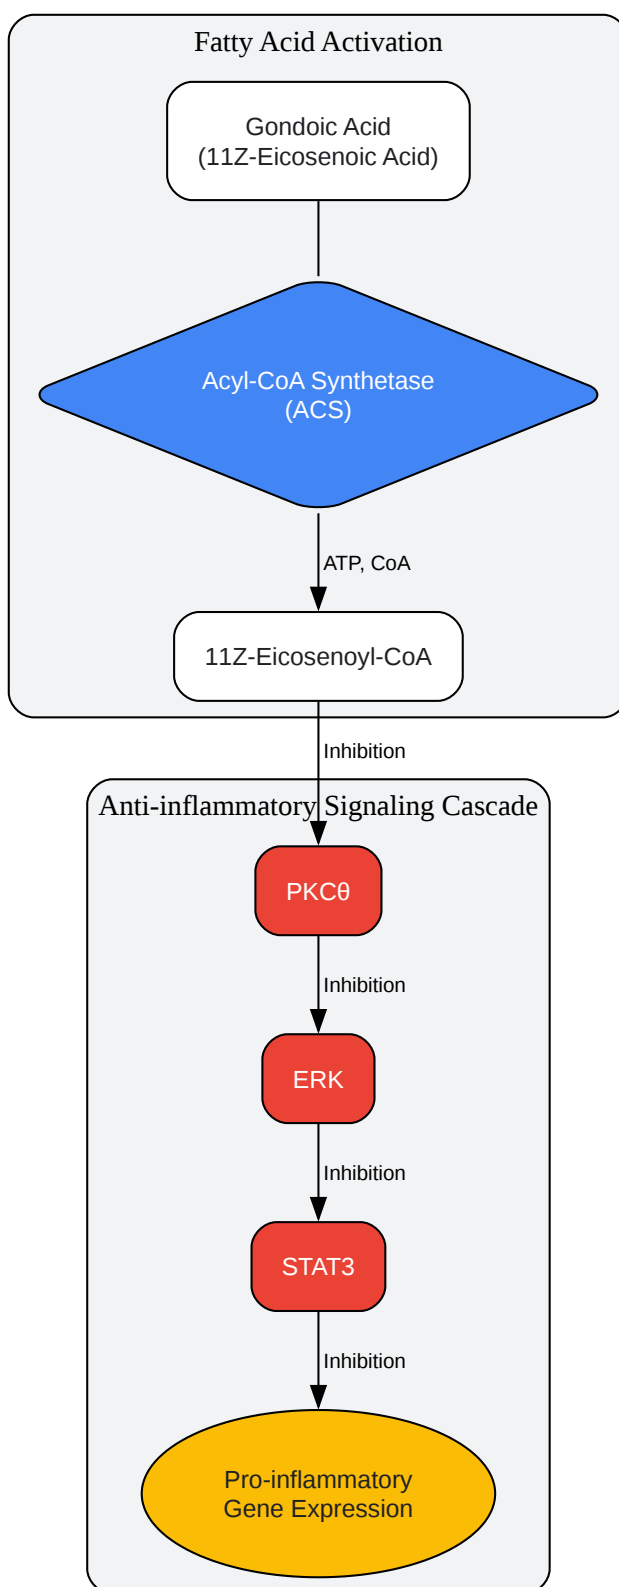 Fatty Acid Activation
Gondoic Acid
(11Z-Eicosenoic Acid)
Acyl-CoA Synthetase
(ACS)
ATP, CoA
11Z-Eicosenoyl-CoA
Inhibition
Anti-inflammatory Signaling Cascade
PKCθ
Inhibition
ERK
Inhibition
STAT3
Inhibition
Pro-inflammatory
Gene Expression